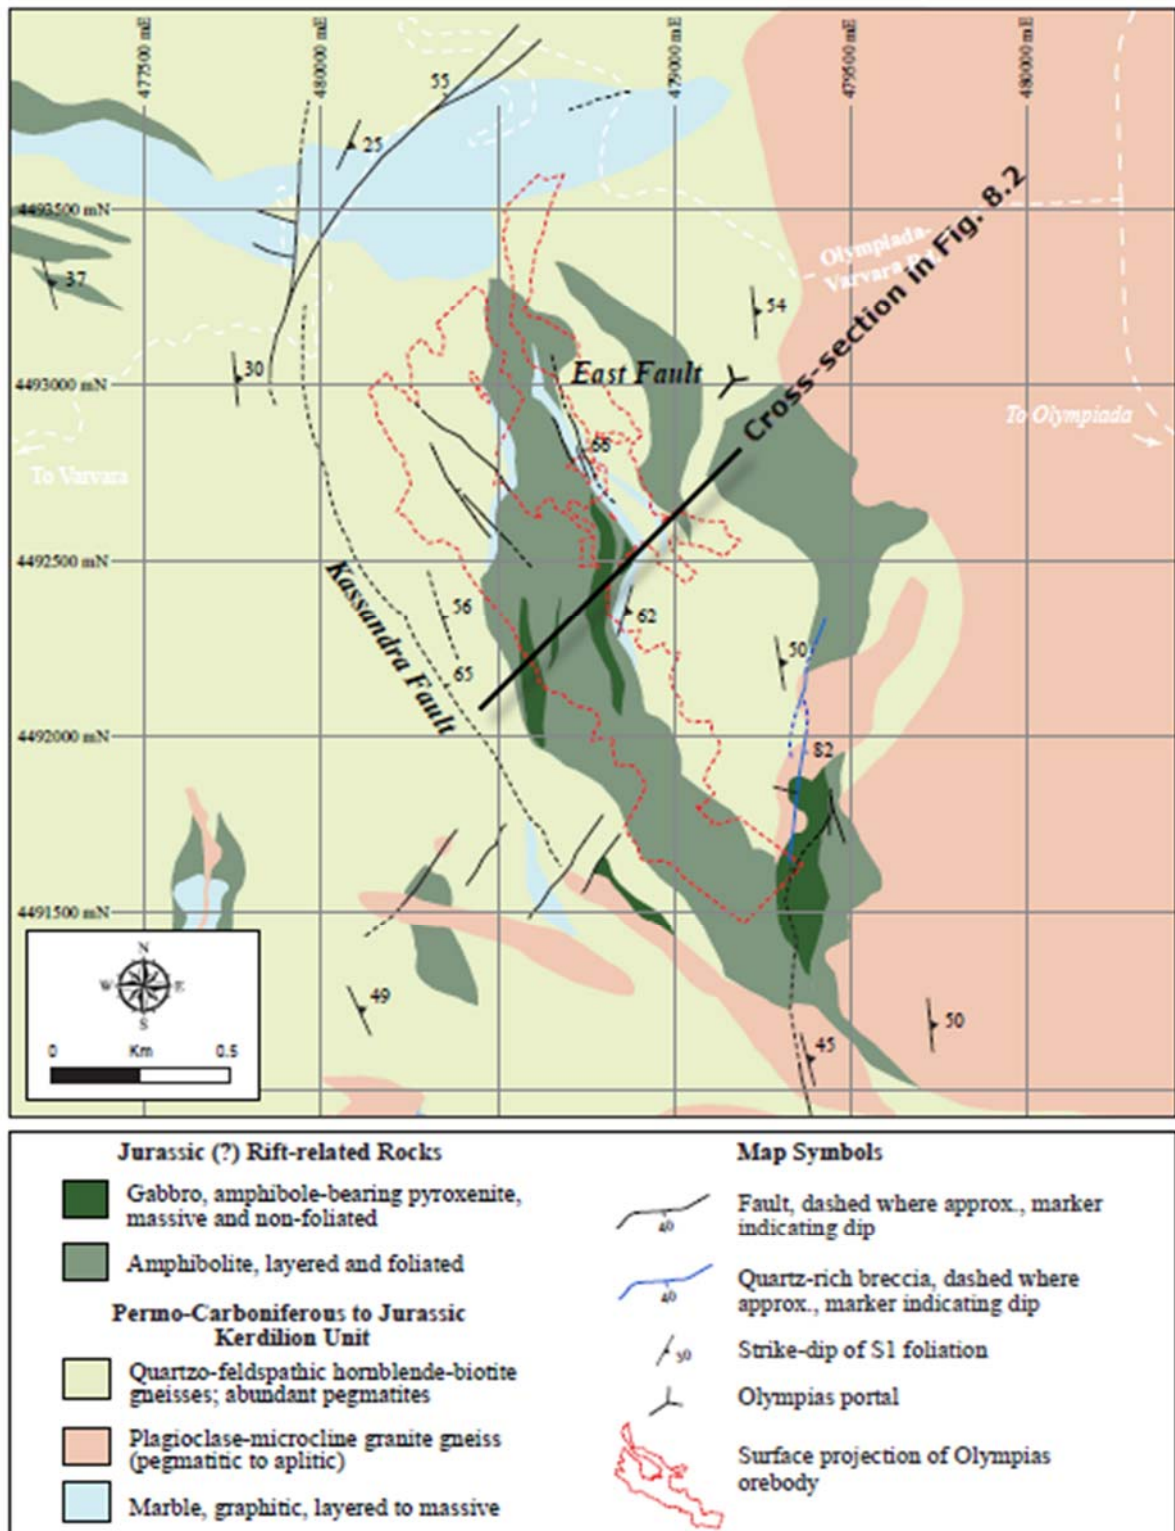 477500 mE
480000 mE
479000 mE
479500 mE
480000 mE
55
25
4493500 mN
Olympiada-
Varvara Rd.
Cross-section in Fig. 8.2
37
54
30
4493000 mN
East Fault
To Olympiada
66
To Varvara
4492500 mN
Kassandra Fault
56
62
65
50
4492000 mN
82
4491500 mN
N
W
E
S
0
Km
0.5
49
50
45
Jurassic (?) Rift-related Rocks
Gabbro, amphibole-bearing pyroxenite,
massive and non-foliated
Amphibolite, layered and foliated
Permo-Carboniferous to Jurassic
Kerdilion Unit
Quartzo-feldspathic hornblende-biotite
gneisses; abundant pegmatites
Plagioclase-microcline granite gneiss
(pegmatitic to aplitic)
Marble, graphitic, layered to massive
Map Symbols
40
Fault, dashed where approx., marker
indicating dip
40
Quartz-rich breccia, dashed where
approx., marker indicating dip
50
Strike-dip of S1 foliation
Olympias portal
Surface projection of Olympias
orebody